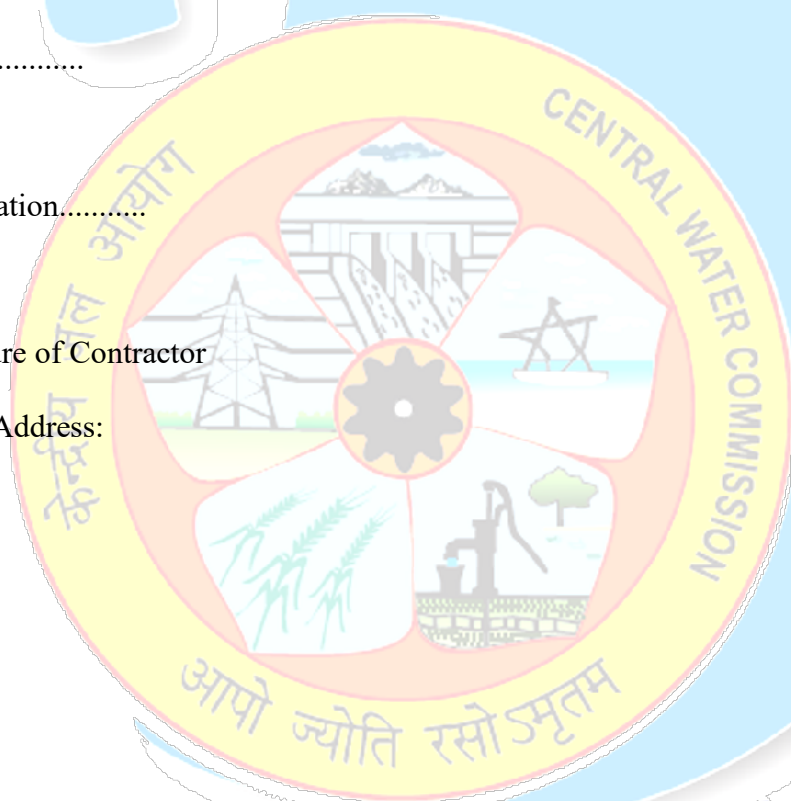 ............
ation...........
re of Contractor
Address:
केन्द्रीय जल आयोग
CENTRAL WATER COMMISSION
आपो ज्योति रसोऽमृतम